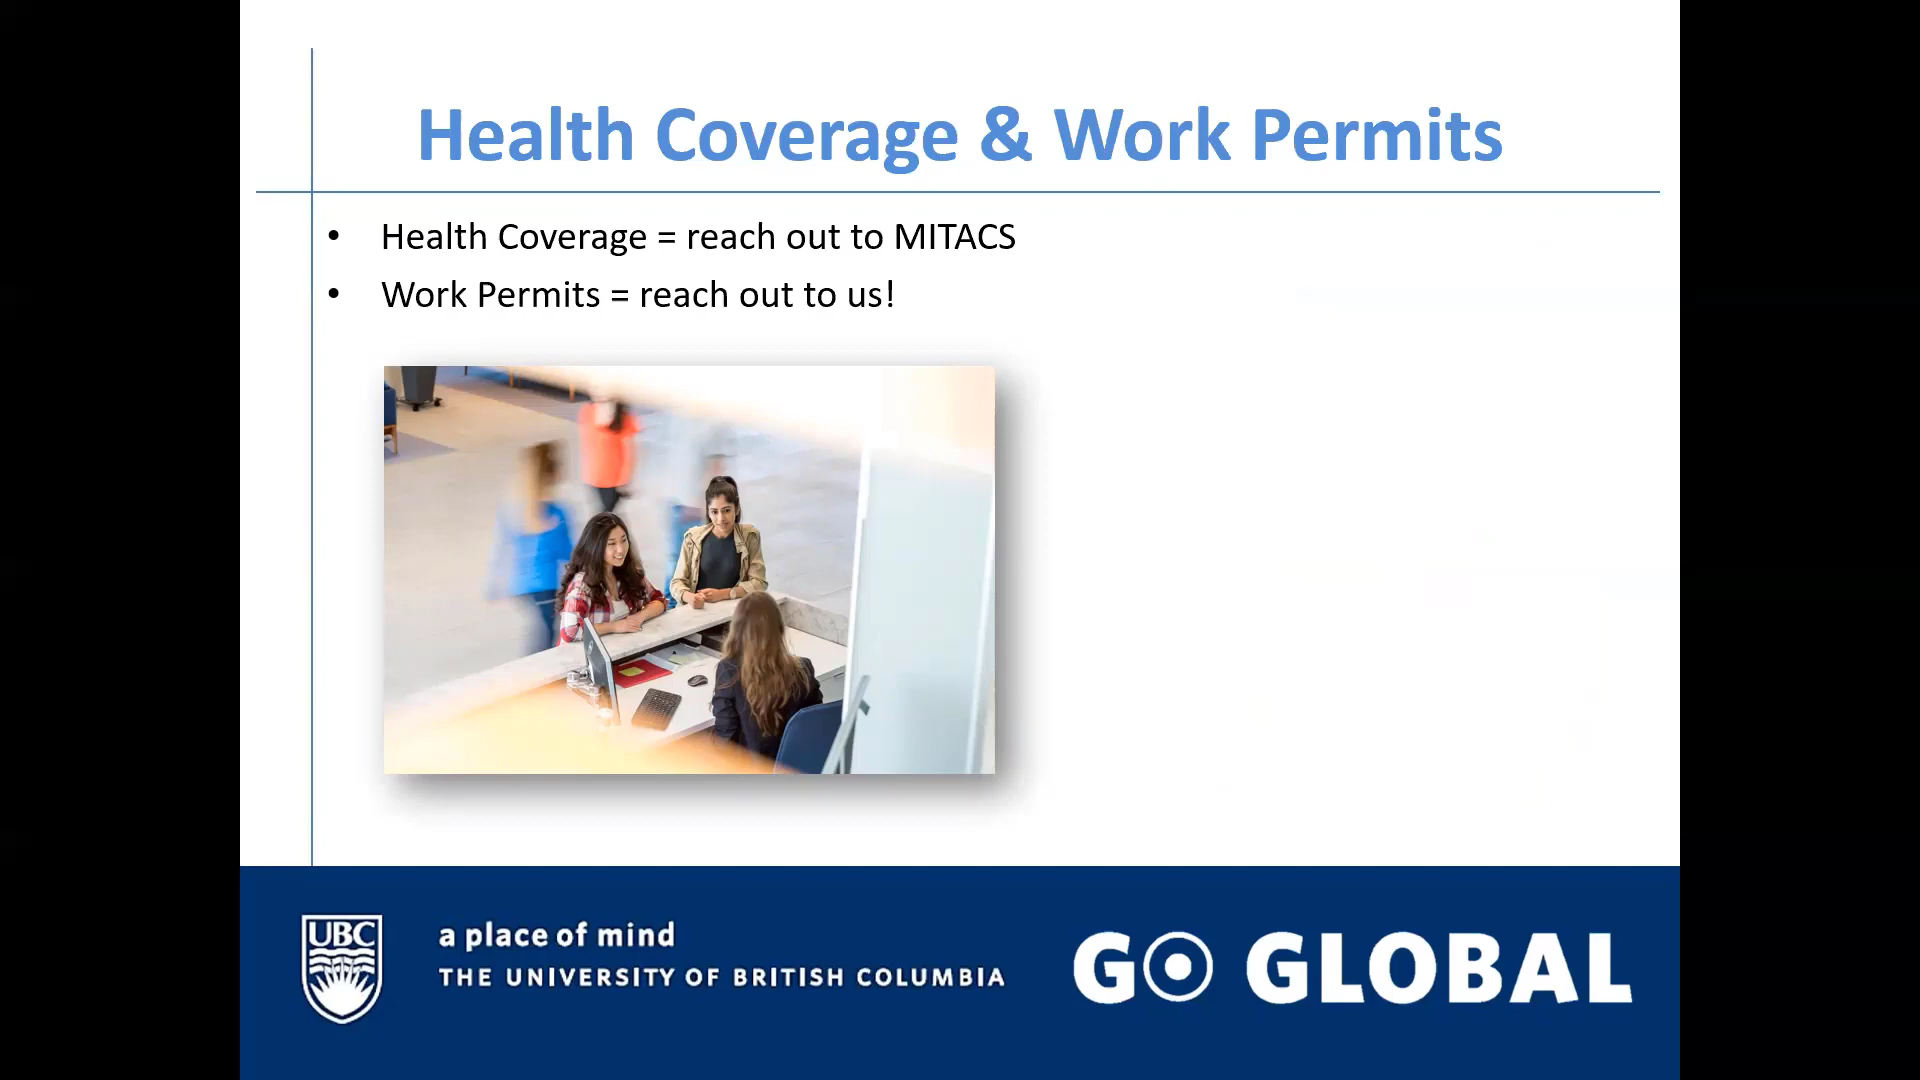 Health Coverage & Work Permits
• Health Coverage = reach out to MITACS
• Work Permits = reach out to us!
UBC
a place of mind
THE UNIVERSITY OF BRITISH COLUMBIA
GO GLOBAL